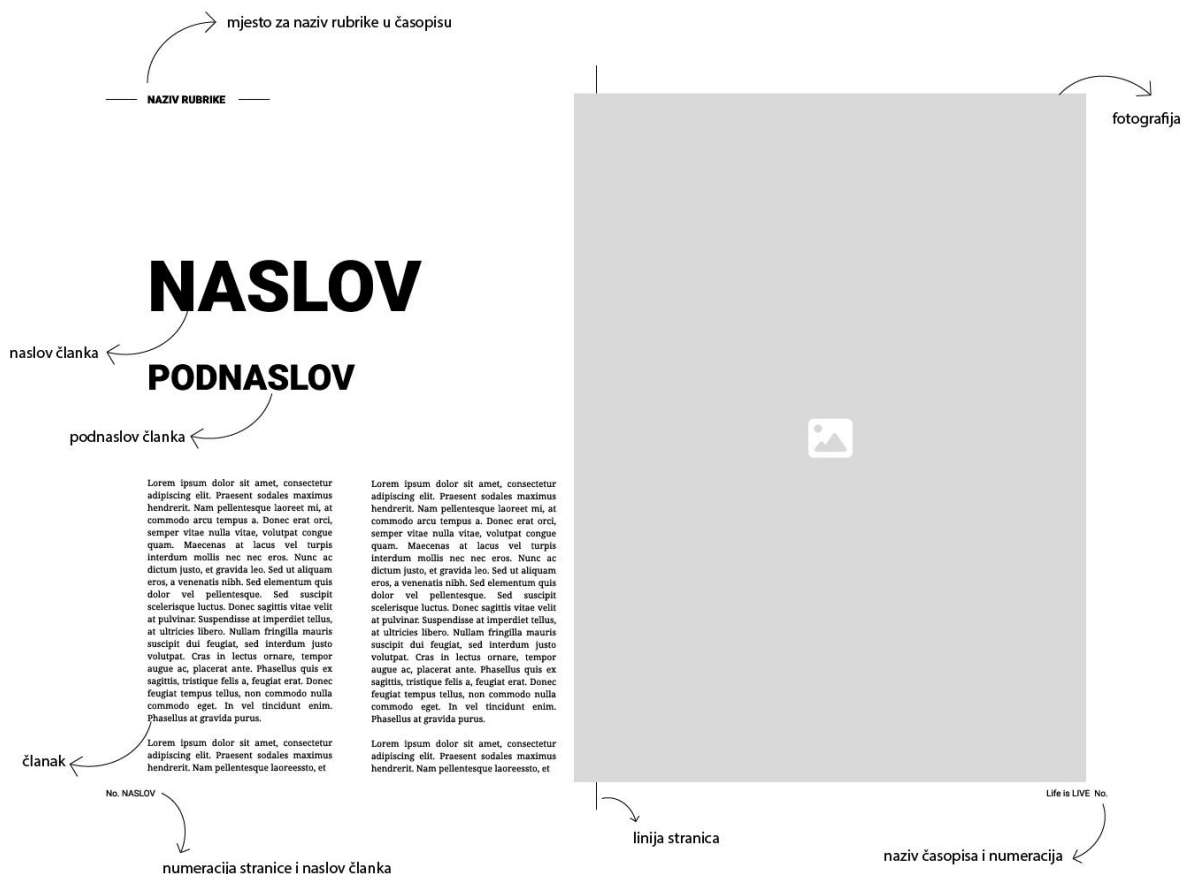 mjesto za naziv rubrike u časopisu
NAZIV RUBRIKE
fotografija
NASLOV
naslov članka
PODNASLOV
podnaslov članka
Lorem ipsum dolor sit amet, consectetur
adipiscing elit. Praesent sodales maximus
hendrerit. Nam pellentesque laoreet mi, at
commodo arcu tempus a. Donec erat orci,
semper vitae nulla vitae, volutpat congue
quam. Maecenas at lacus vel turpis
interdum mollis nec nec eros. Nunc ac
dictum justo, et gravida leo. Sed ut aliquam
eros, a venenatis nibh. Sed elementum quis
dolor vel pellentesque. Sed suscipit
scelerisque luctus. Donec sagittis vitae velit
at pulvinar. Suspendisse at imperdiet tellus,
at ultricies libero. Nullam fringilla mauris
suscipit dui feugiat, sed interdum justo
volutpat. Cras in lectus ornare, tempor
augue ac, placerat ante. Phasellus quis ex
sagittis, tristique felis a, feugiat erat. Donec
feugiat tempus tellus, non commodo nulla
commodo eget. In vel tincidunt enim.
Phasellus at gravida purus.
Lorem ipsum dolor sit amet, consectetur
adipiscing elit. Praesent sodales maximus
hendrerit. Nam pellentesque laoreessto, et
Lorem ipsum dolor sit amet, consectetur
adipiscing elit. Praesent sodales maximus
hendrerit. Nam pellentesque laoreet mi, at
commodo arcu tempus a. Donec erat orci,
semper vitae nulla vitae, volutpat congue
quam. Maecenas at lacus vel turpis
interdum mollis nec nec eros. Nunc ac
dictum justo, et gravida leo. Sed ut aliquam
eros, a venenatis nibh. Sed elementum quis
dolor vel pellentesque. Sed suscipit
scelerisque luctus. Donec sagittis vitae velit
at pulvinar. Suspendisse at imperdiet tellus,
at ultricies libero. Nullam fringilla mauris
suscipit dui feugiat, sed interdum justo
volutpat. Cras in lectus ornare, tempor
augue ac, placerat ante. Phasellus quis ex
sagittis, tristique felis a, feugiat erat. Donec
feugiat tempus tellus, non commodo nulla
commodo eget. In vel tincidunt enim.
Phasellus at gravida purus.
Lorem ipsum dolor sit amet, consectetur
adipiscing elit. Praesent sodales maximus
hendrerit. Nam pellentesque laoreessto, et
članak
No. NASLOV
Life is LIVE No.
linija stranica
naziv časopisa i numeracija
numeracija stranice i naslov članka